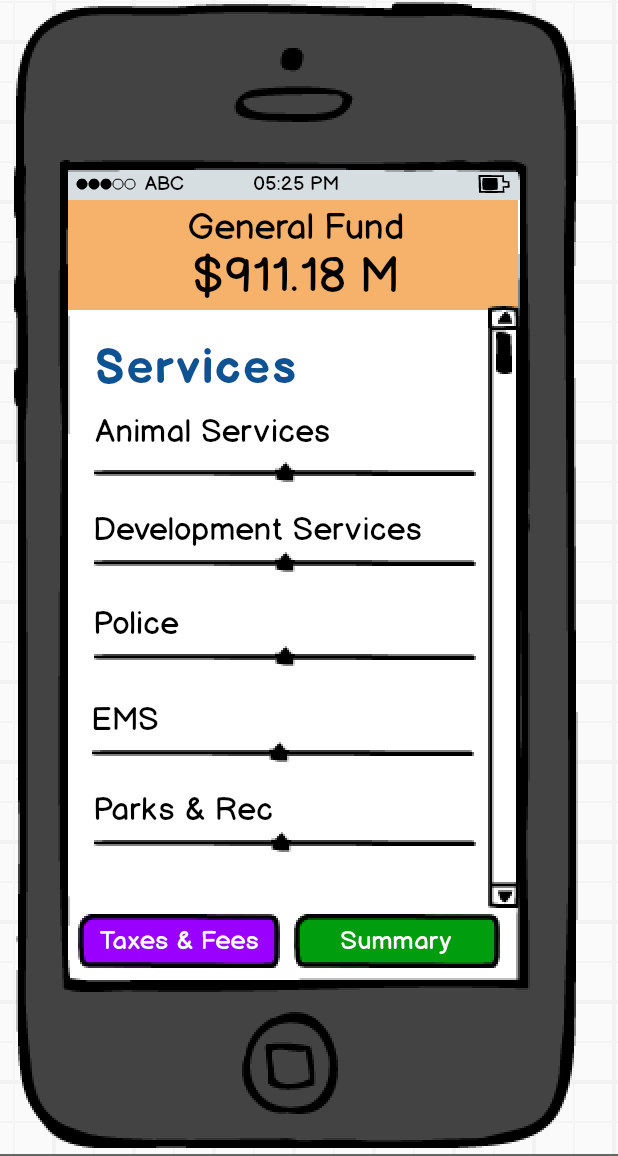 ABC 05:25 PM
General Fund
$911.18 M
Services
Animal Services
Development Services
Police
EMS
Parks & Rec
Taxes & Fees Summary